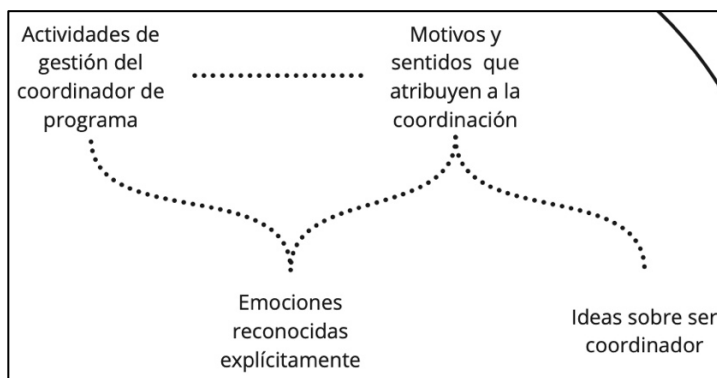 Actividades de
gestión del
coordinador de
programa
Motivos y
sentidos que
atribuyen a la
coordinación
Emociones
reconocidas
explícitamente
Ideas sobre ser
coordinador